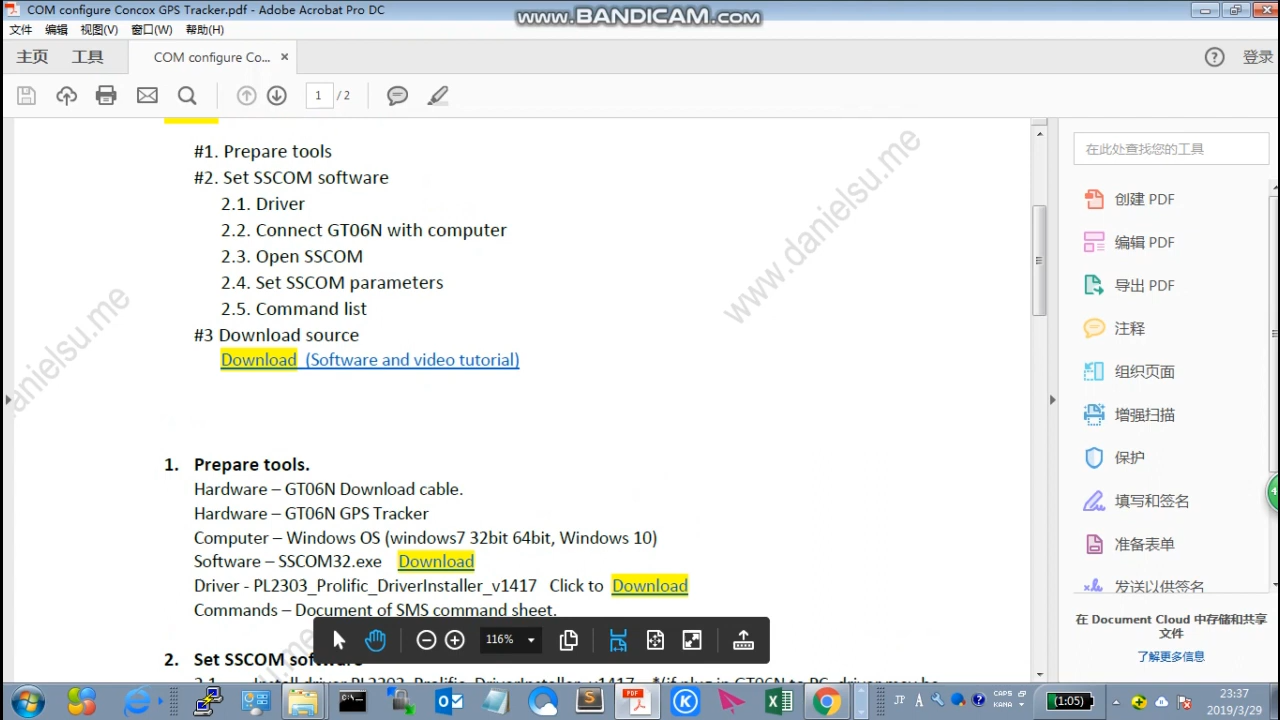 COM configure Concox GPS Tracker.pdf - Adobe Acrobat Pro DC
www.BANDICAM.com
文件 编辑 视图(V) 窗口(W) 帮助(H)
主页 工具 COM configure Co... × 登录
1 / 2
#1. Prepare tools
#2. Set SSCOM software
2.1. Driver
2.2. Connect GT06N with computer
2.3. Open SSCOM
2.4. Set SSCOM parameters
2.5. Command list
#3 Download source
Download (Software and video tutorial)
www.danielsu.me
danielsu.me
1. Prepare tools.
Hardware – GT06N Download cable.
Hardware – GT06N GPS Tracker
Computer – Windows OS (windows7 32bit 64bit, Windows 10)
Software – SSCOM32.exe Download
Driver - PL2303_Prolific_DriverInstaller_v1417 Click to Download
Commands – Document of SMS command sheet.
2. Set SSCOM software
116%
在此处查找您的工具
创建 PDF
编辑 PDF
导出 PDF
注释
组织页面
增强扫描
保护
填写和签名
准备表单
发送以供签名
在 Document Cloud 中存储和共享
文件
了解更多信息
JP
CAPS
KANA
(1:05)
23:37
2019/3/29